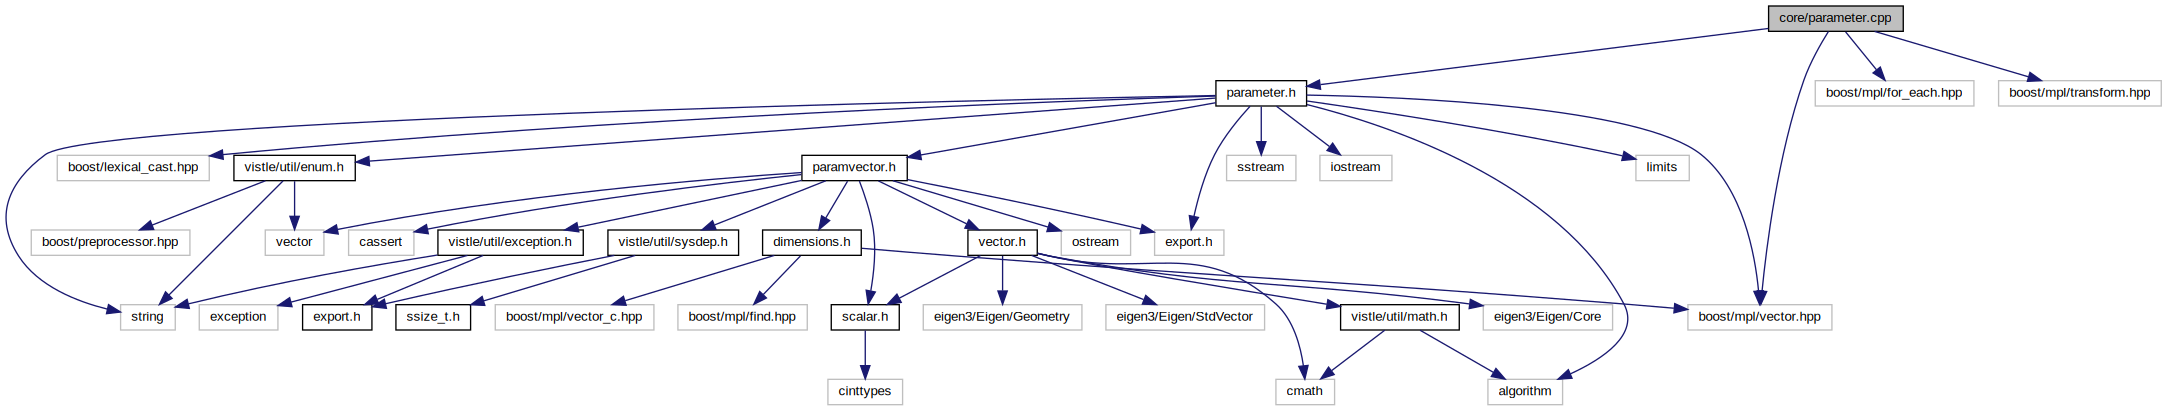 core/parameter.cpp
parameter.h
boost/mpl/for_each.hpp
boost/mpl/transform.hpp
boost/lexical_cast.hpp
vistle/util/enum.h
paramvector.h
sstream
iostream
limits
boost/preprocessor.hpp
vector
cassert
vistle/util/exception.h
vistle/util/sysdep.h
dimensions.h
vector.h
ostream
export.h
string
exception
export.h
ssize_t.h
boost/mpl/vector_c.hpp
boost/mpl/find.hpp
scalar.h
eigen3/Eigen/Geometry
eigen3/Eigen/StdVector
vistle/util/math.h
eigen3/Eigen/Core
boost/mpl/vector.hpp
cinttypes
cmath
algorithm